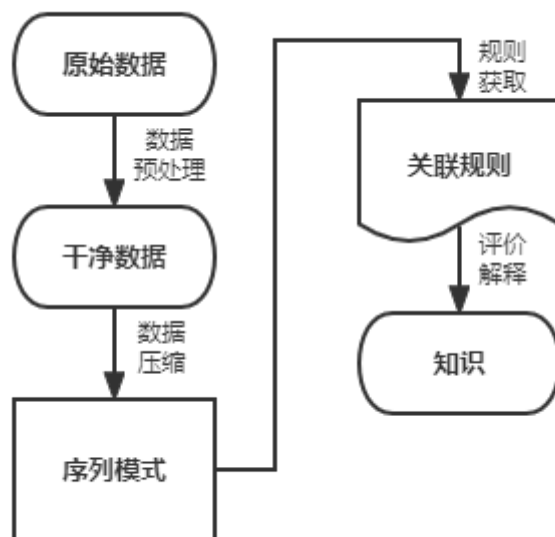 原始数据
数据
预处理
干净数据
数据
压缩
序列模式
规则
获取
关联规则
评价
解释
知识